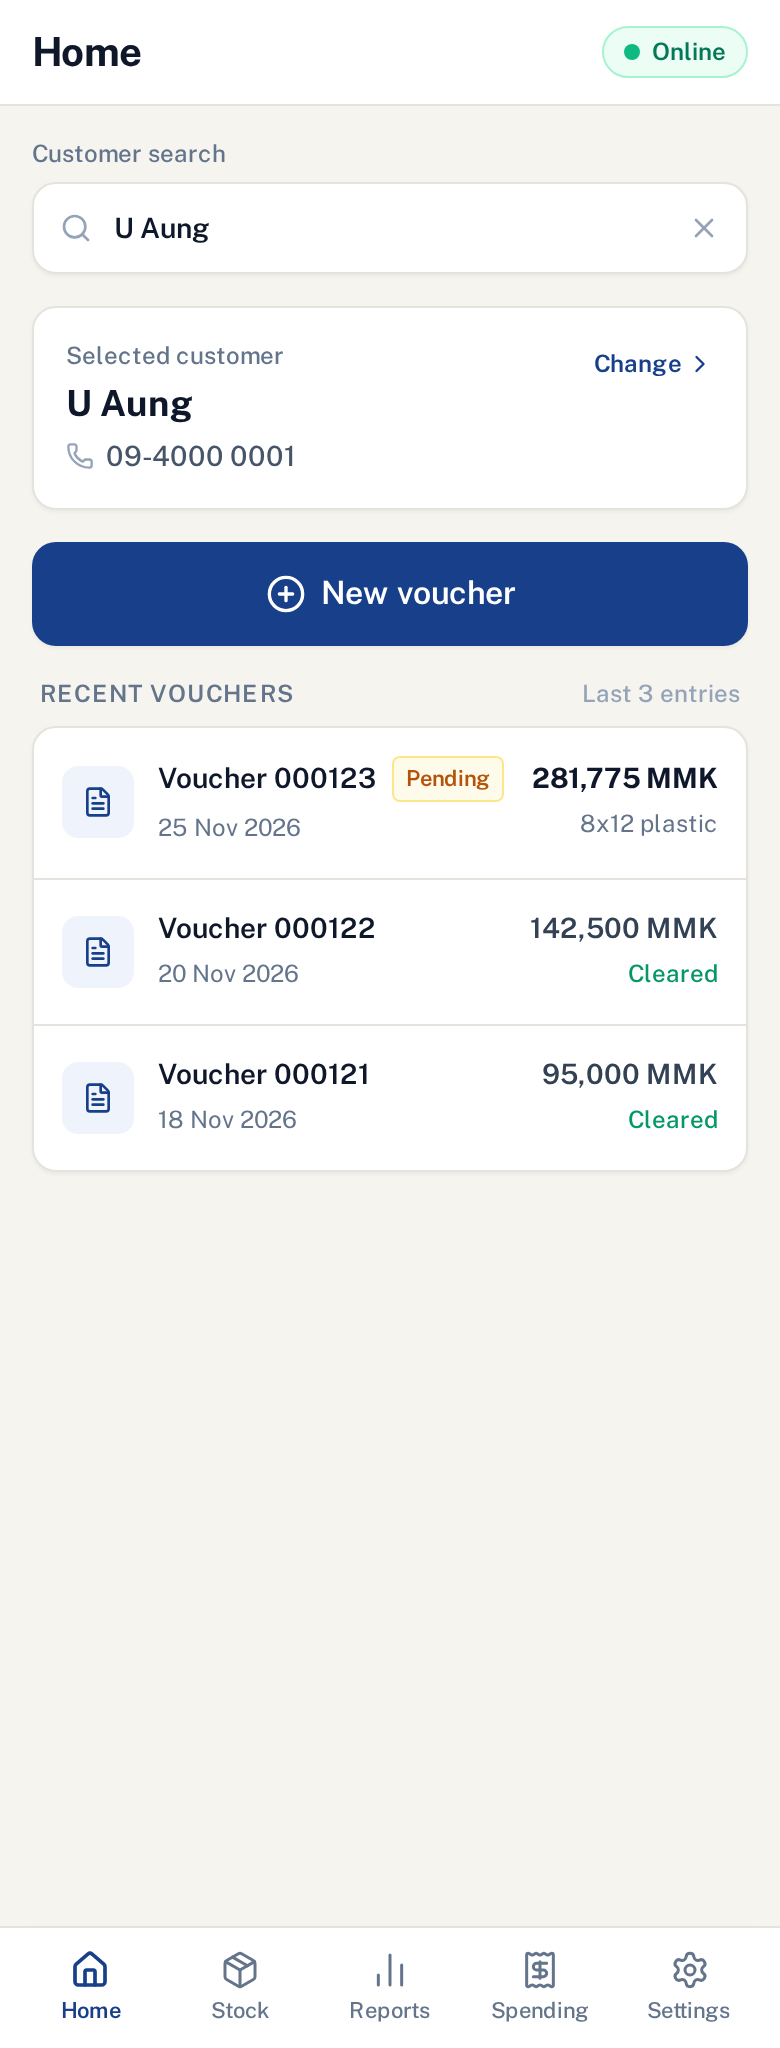 Home
Online
Customer search
U Aung
Selected customer
Change
U Aung
09-4000 0001
New voucher
RECENT VOUCHERS
Last 3 entries
Voucher 000123 Pending 281,775 MMK
25 Nov 2026 8x12 plastic
Voucher 000122 142,500 MMK
20 Nov 2026 Cleared
Voucher 000121 95,000 MMK
18 Nov 2026 Cleared
Home Stock Reports Spending Settings